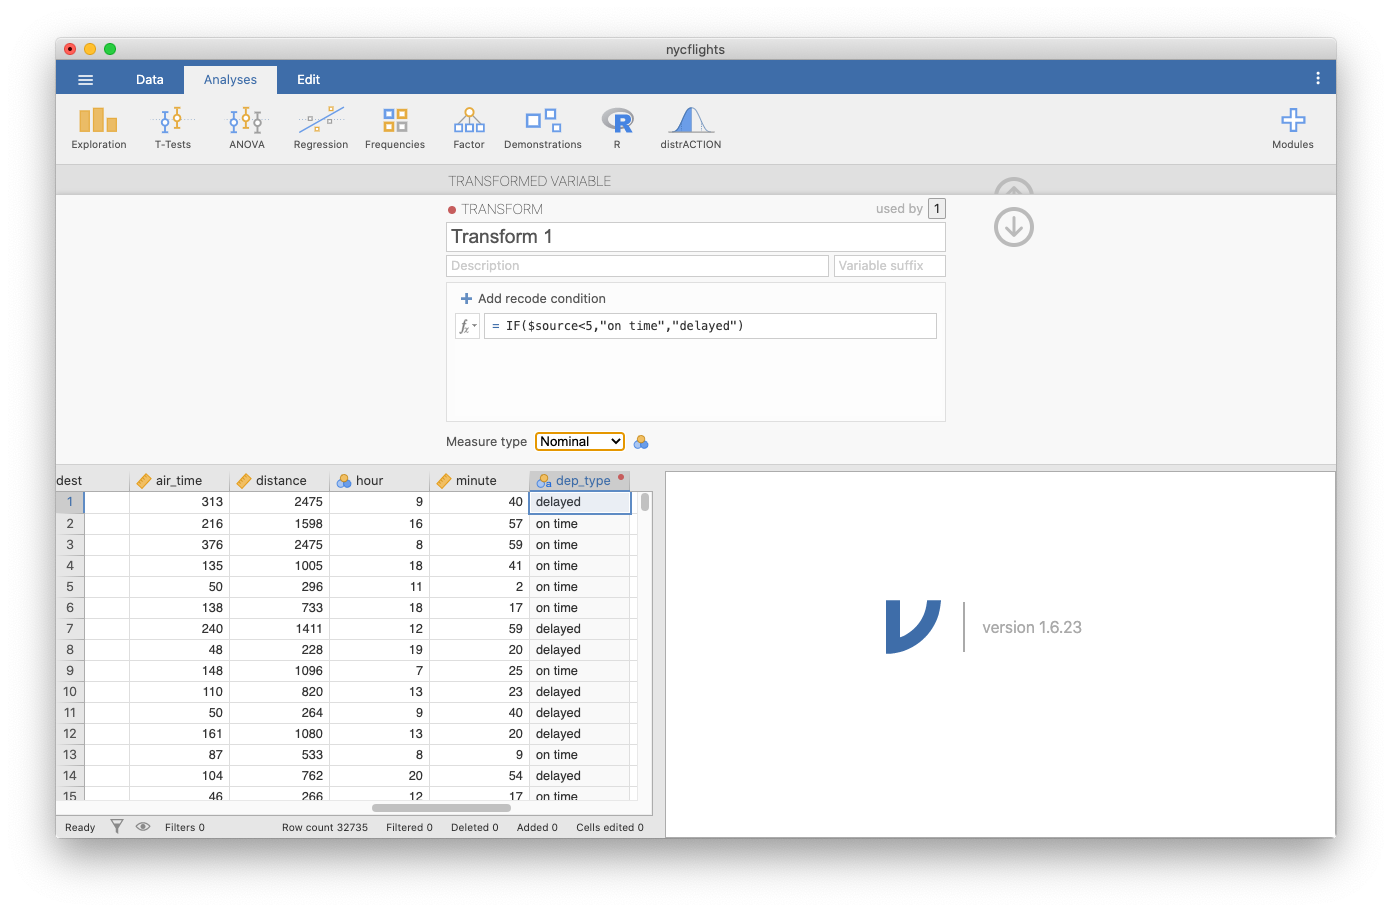 nycflights
Data Analyses Edit
Exploration T-Tests ANOVA Regression Frequencies Factor Demonstrations R distrACTION Modules
TRANSFORMED VARIABLE
TRANSFORM used by 1
Transform 1
Description Variable suffix
Add recode condition
fx = IF($source<5,"on time","delayed")
Measure type Nominal
dest air_time distance hour minute dep_type
1 313 2475 9 40 delayed
2 216 1598 16 57 on time
3 376 2475 8 59 on time
4 135 1005 18 41 on time
5 50 296 11 2 on time
6 138 733 18 17 on time
7 240 1411 12 59 delayed
8 48 228 19 20 delayed
9 148 1096 7 25 on time
10 110 820 13 23 delayed
11 50 264 9 40 delayed
12 161 1080 13 20 delayed
13 87 533 8 9 on time
14 104 762 20 54 delayed
15 46 266 12 17 on time
version 1.6.23
Ready Filters 0 Row count 32735 Filtered 0 Deleted 0 Added 0 Cells edited 0